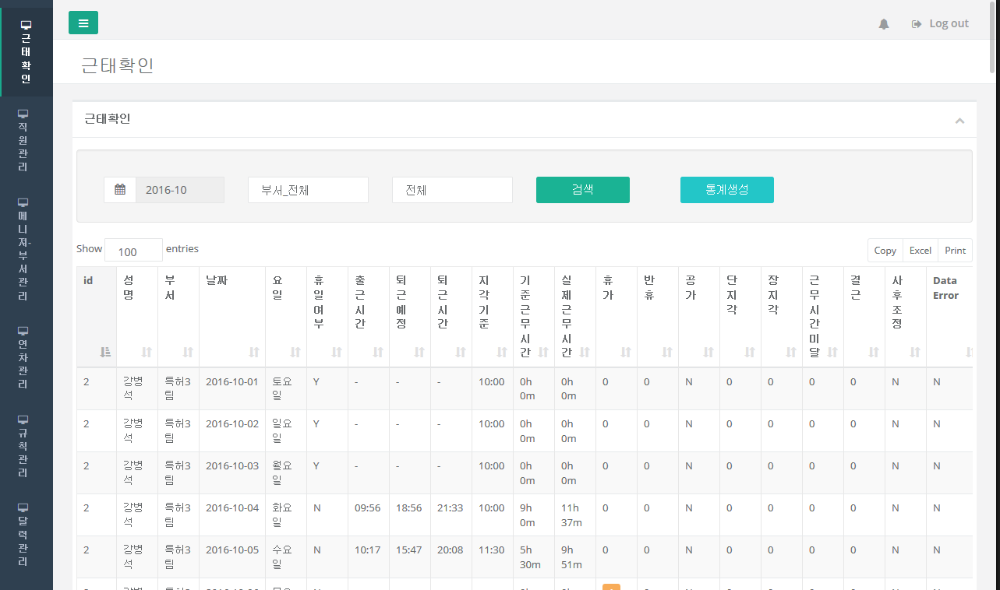 근태확인
직원관리
메니저-부서관리
연차관리
규칙관리
달력관리
Log out
근태확인
근태확인
2016-10 부서_전체 전체 검색 통계생성
Show 100 entries Copy Excel Print
id 성명 부서 날짜 요일 휴일여부 출근시간 퇴근예정 퇴근시간 지각기준 기준근무시간 실제근무시간 휴가 반휴 공가 단지각 장지각 근무시간미달 결근 사후조정 Data Error
2 강병석 특허3팀 2016-10-01 토요일 Y - - - 10:00 0h 0m 0h 0m 0 0 N 0 0 0 0 N N
2 강병석 특허3팀 2016-10-02 일요일 Y - - - 10:00 0h 0m 0h 0m 0 0 N 0 0 0 0 N N
2 강병석 특허3팀 2016-10-03 월요일 Y - - - 10:00 0h 0m 0h 0m 0 0 N 0 0 0 0 N N
2 강병석 특허3팀 2016-10-04 화요일 N 09:56 18:56 21:33 10:00 9h 0m 11h 37m 0 0 N 0 0 0 0 N N
2 강병석 특허3팀 2016-10-05 수요일 N 10:17 15:47 20:08 11:30 5h 30m 9h 51m 0 0 N 0 0 0 0 N N